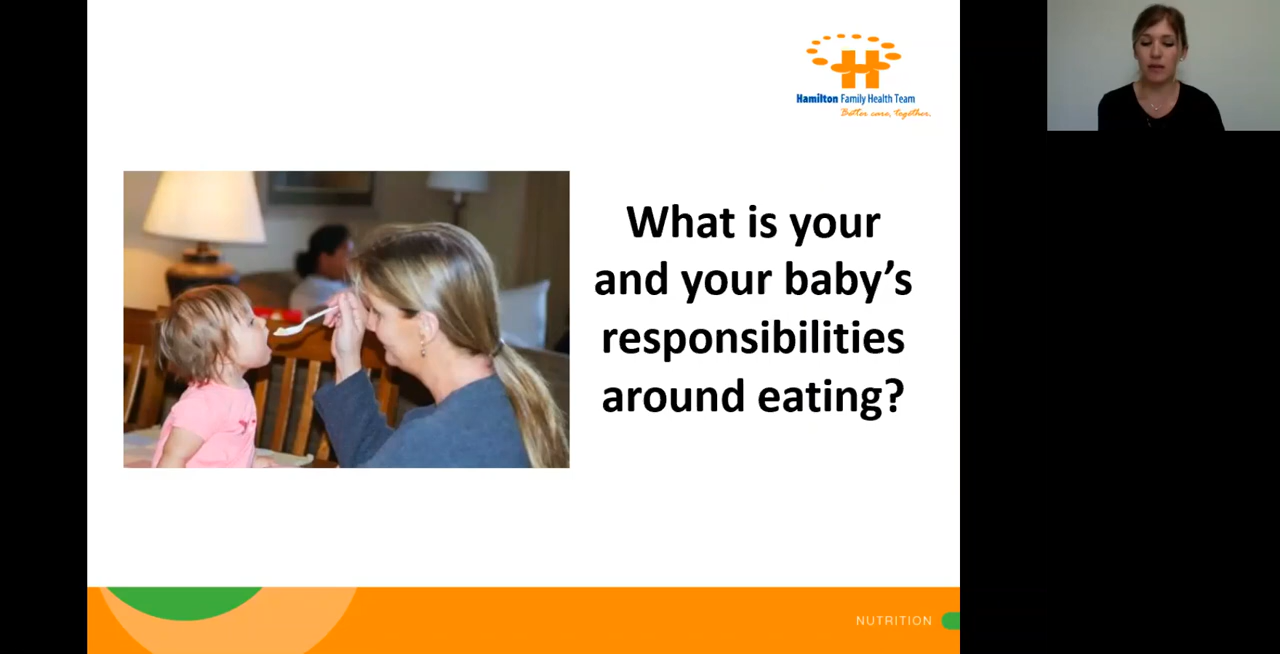 Hamilton Family Health Team
Better care, together.
What is your
and your baby's
responsibilities
around eating?
NUTRITION